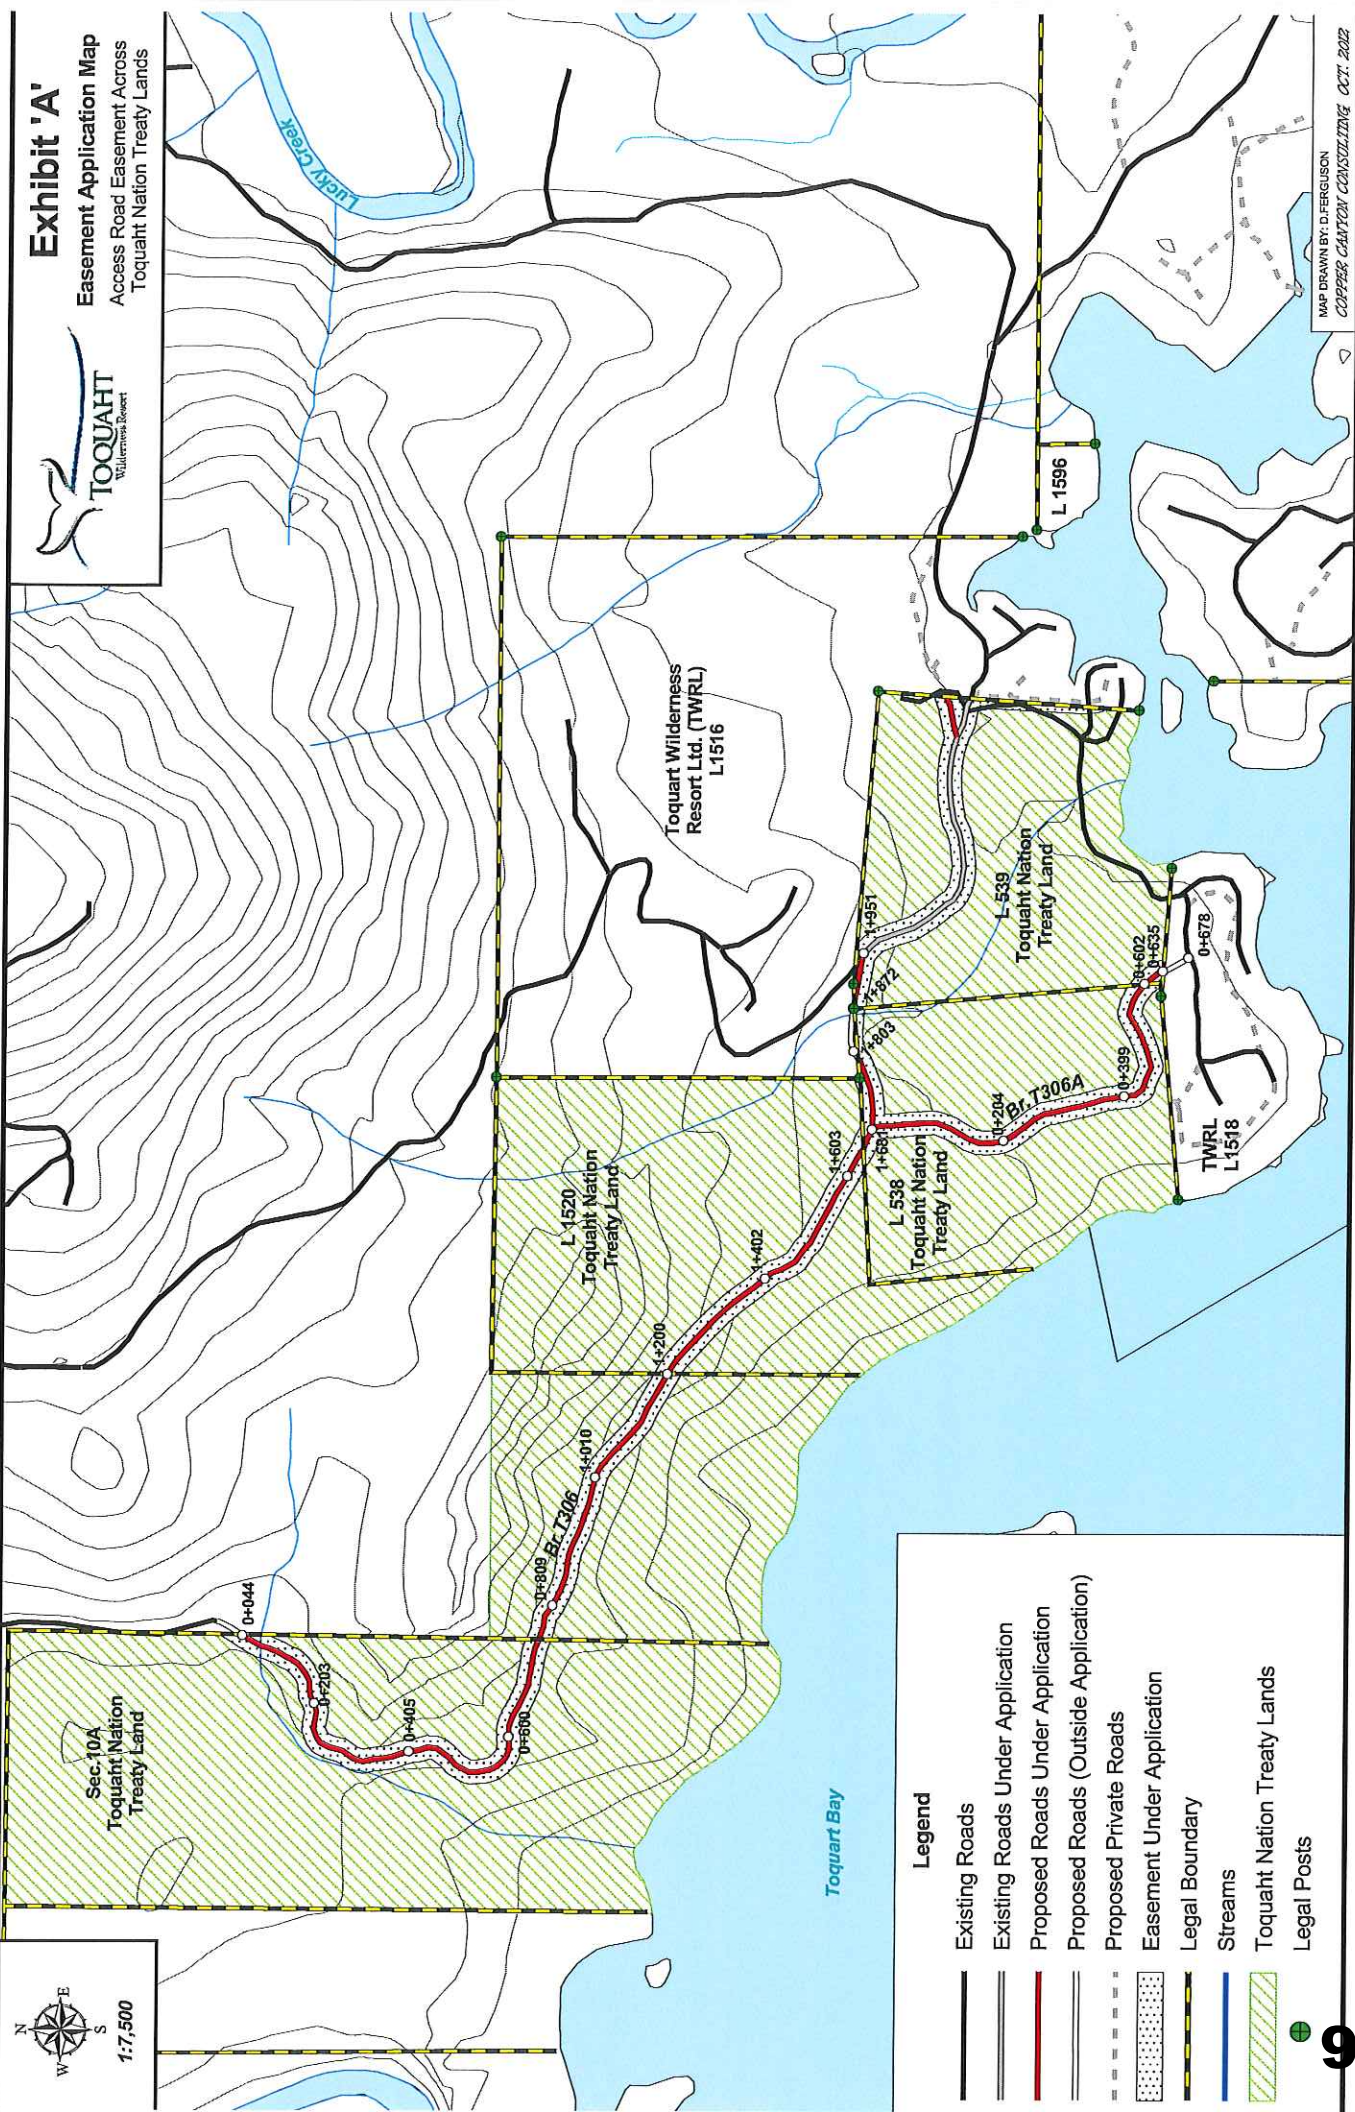 Exhibit 'A'
Easement Application Map
Access Road Easement Across
Toquaht Nation Treaty Lands
TOQUAHT
Wilderness Resort
N
W
E
S
1:7,500
Lucky Creek
Sec.10A
Toquaht Nation
Treaty Land
0+044
0+203
0+405
0+600
0+809
Br.T306
1+010
1+200
1+402
1+603
1+681
1+803
1+872
1+951
L 1520
Toquaht Nation
Treaty Land
Toquart Wilderness
Resort Ltd. (TWRL)
L1516
L 538
Toquaht Nation
Treaty Land
L 539
Toquaht Nation
Treaty Land
0+204
Br.T306A
0+399
0+602
0+635
0+678
TWRL
L1518
L 1596
Toquart Bay
Legend
Existing Roads
Existing Roads Under Application
Proposed Roads Under Application
Proposed Roads (Outside Application)
Proposed Private Roads
Easement Under Application
Legal Boundary
Streams
Toquaht Nation Treaty Lands
Legal Posts
MAP DRAWN BY: D.FERGUSON
COPPER CANYON CONSULTING OCT. 2022
9